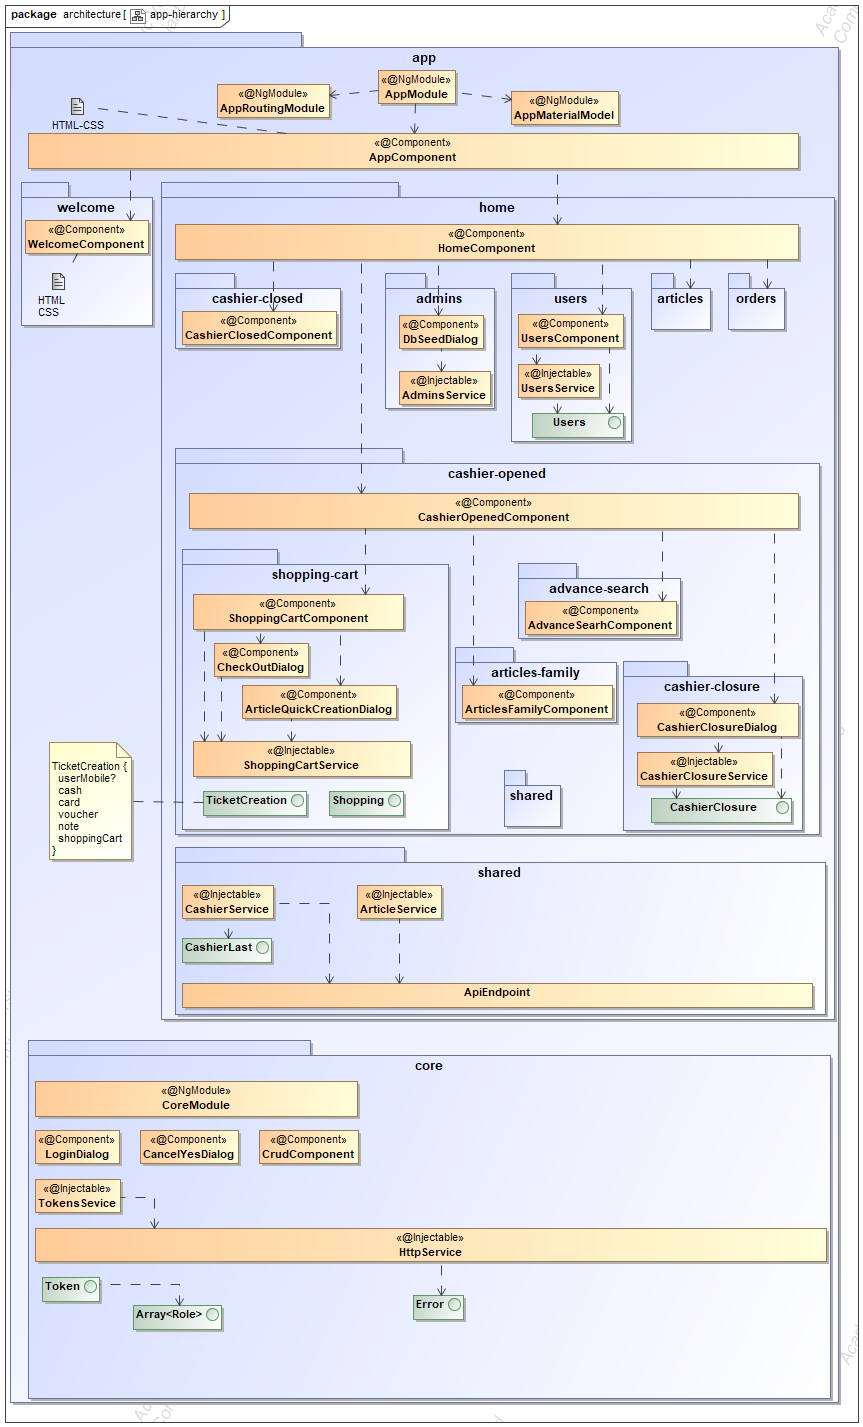 package architecture [ app-hierarchy ]
app
«@NgModule»
AppModule
«@NgModule»
AppRoutingModule
«@NgModule»
AppMaterialModel
HTML-CSS
«@Component»
AppComponent
welcome
«@Component»
WelcomeComponent
HTML
CSS
home
«@Component»
HomeComponent
cashier-closed
«@Component»
CashierClosedComponent
admins
«@Component»
DbSeedDialog
«@Injectable»
AdminsService
users
«@Component»
UsersComponent
«@Injectable»
UsersService
Users
articles
orders
cashier-opened
«@Component»
CashierOpenedComponent
shopping-cart
«@Component»
ShoppingCartComponent
«@Component»
CheckOutDialog
«@Component»
ArticleQuickCreationDialog
«@Injectable»
ShoppingCartService
TicketCreation
Shopping
TicketCreation {
userMobile?
cash
card
voucher
note
shoppingCart
}
advance-search
«@Component»
AdvanceSearhComponent
articles-family
«@Component»
ArticlesFamilyComponent
cashier-closure
«@Component»
CashierClosureDialog
«@Injectable»
CashierClosureService
CashierClosure
shared
shared
«@Injectable»
CashierService
«@Injectable»
ArticleService
CashierLast
ApiEndpoint
core
«@NgModule»
CoreModule
«@Component»
LoginDialog
«@Component»
CancelYesDialog
«@Component»
CrudComponent
«@Injectable»
TokensSevice
«@Injectable»
HttpService
Token
Array<Role>
Error